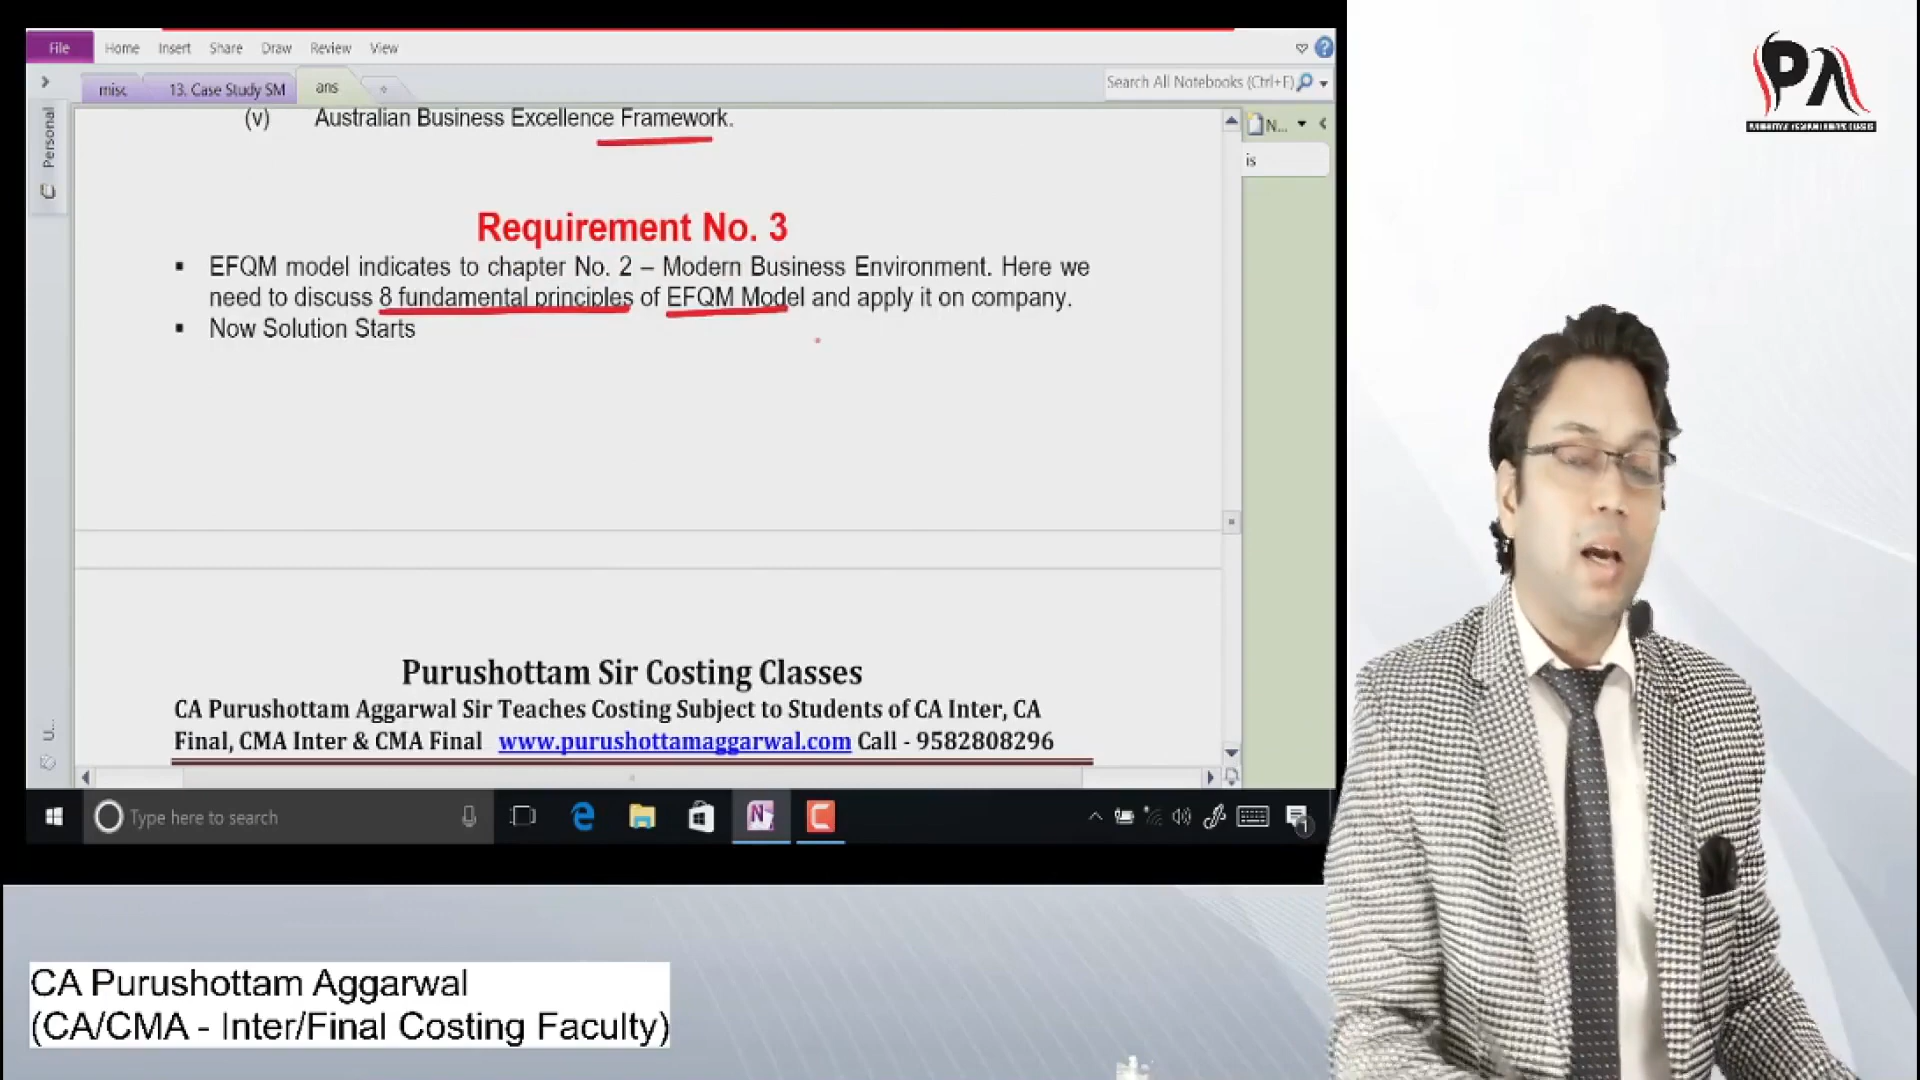 File Home Insert Share Draw Review View
misc 13. Case Study SM ans
Search All Notebooks (Ctrl+F)
Personal
N...
is
(v) Australian Business Excellence Framework.
Requirement No. 3
▪ EFQM model indicates to chapter No. 2 – Modern Business Environment. Here we
need to discuss 8 fundamental principles of EFQM Model and apply it on company.
▪ Now Solution Starts
U...
Purushottam Sir Costing Classes
CA Purushottam Aggarwal Sir Teaches Costing Subject to Students of CA Inter, CA
Final, CMA Inter & CMA Final www.purushottamaggarwal.com Call - 9582808296
Type here to search
1
CA Purushottam Aggarwal
(CA/CMA - Inter/Final Costing Faculty)
PA